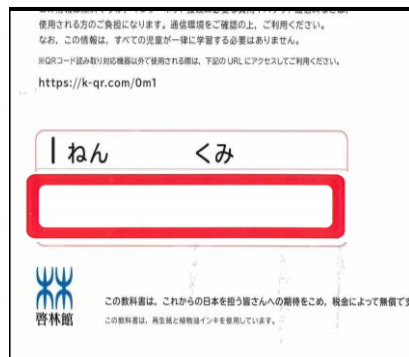 使用される方のご負担になります。通信環境をご確認の上，ご利用ください。
なお，この情報は，すべての児童が一律に学習する必要はありません。
※QRコード読み取り対応機器以外で使用される際は，下記の URL にアクセスしてご利用ください。
https://k-qr.com/0m1
1ねん くみ
啓林館
この教科書は，これからの日本を担う皆さんへの期待をこめ，税金によって無償で
この教科書は，再生紙と植物油インキを使用しています。